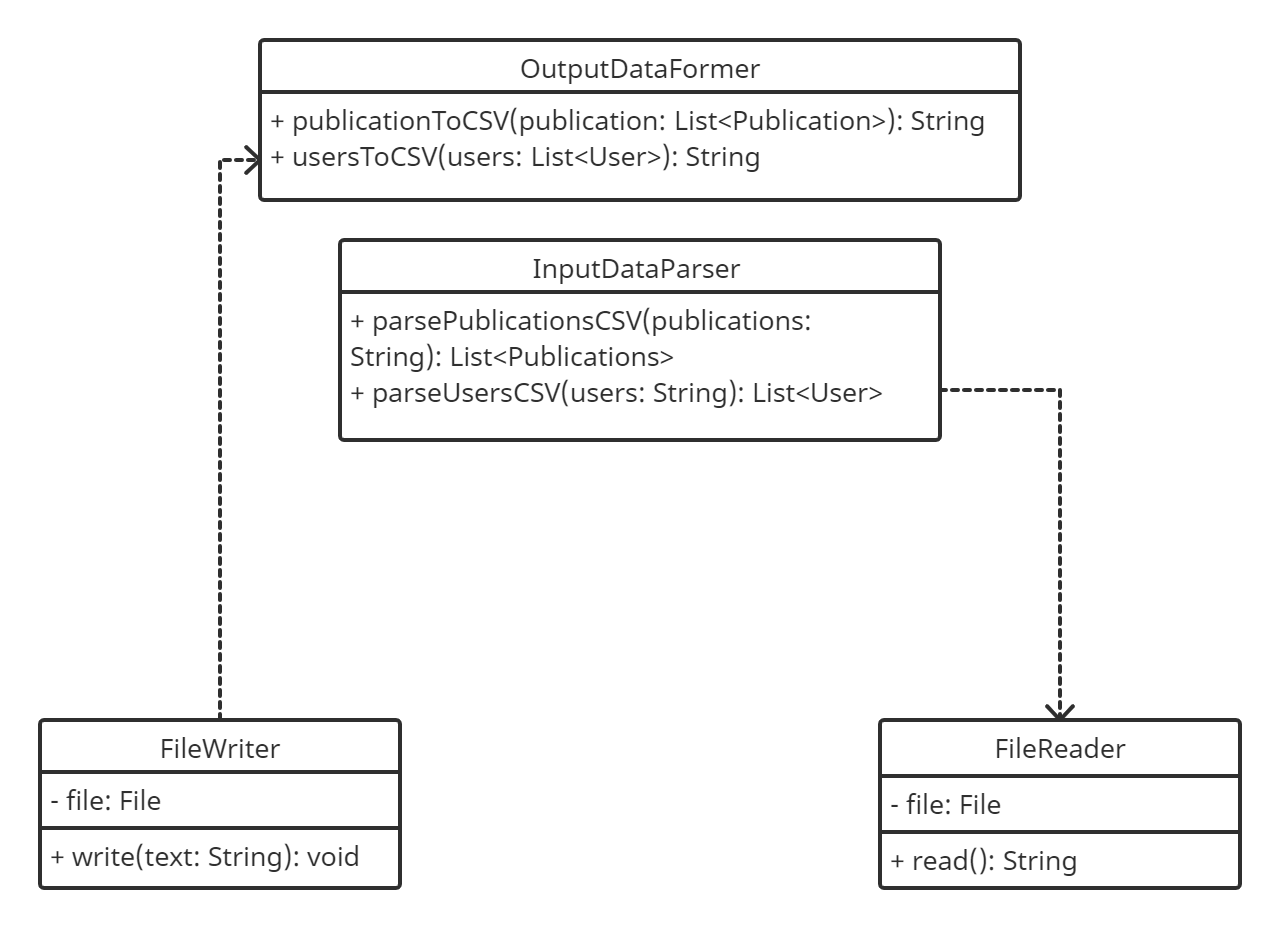 OutputDataFormer
+ publicationToCSV(publication: List<Publication>): String
+ usersToCSV(users: List<User>): String
InputDataParser
+ parsePublicationsCSV(publications:
String): List<Publications>
+ parseUsersCSV(users: String): List<User>
FileWriter
- file: File
+ write(text: String): void
FileReader
- file: File
+ read(): String